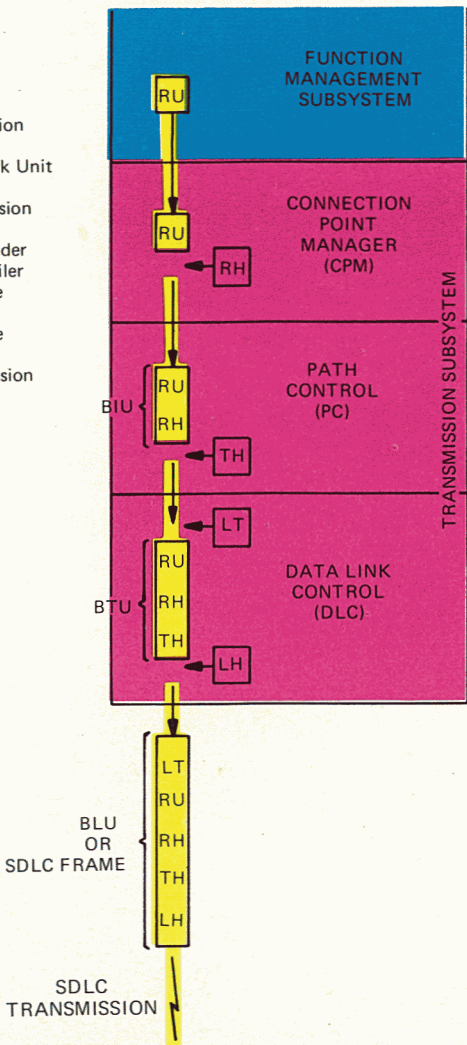 ion
k Unit
sion
der
iler
e
e
sion
FUNCTION
MANAGEMENT
SUBSYSTEM
RU
CONNECTION
POINT
MANAGER
(CPM)
RU
RH
TRANSMISSION SUBSYSTEM
PATH
CONTROL
(PC)
BIU
RU
RH
TH
LT
DATA LINK
CONTROL
(DLC)
BTU
RU
RH
TH
LH
BLU
OR
SDLC FRAME
LT
RU
RH
TH
LH
SDLC
TRANSMISSION